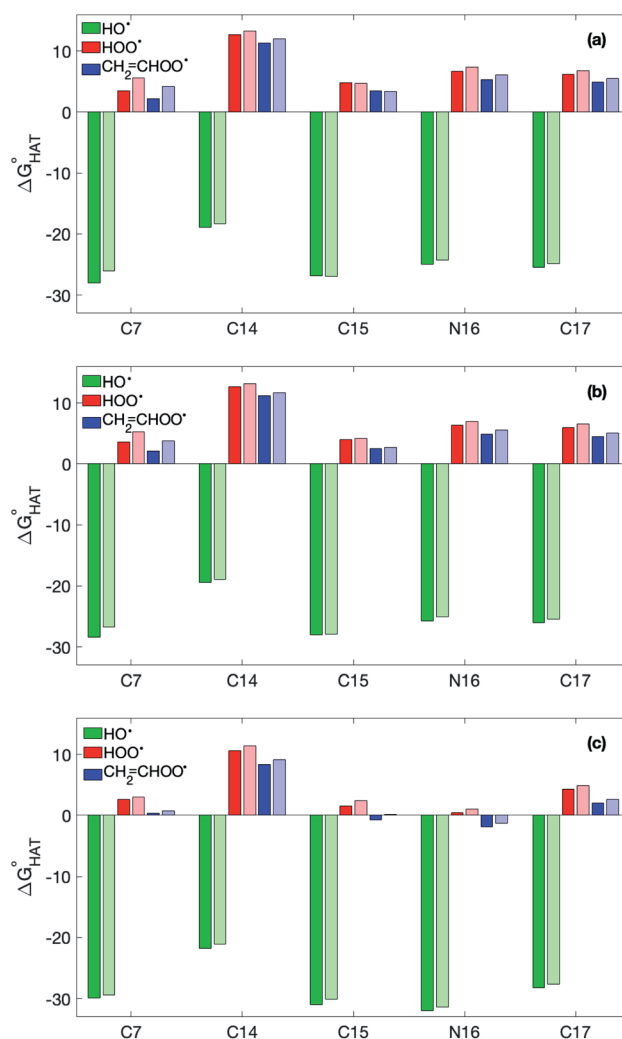 (a)
HO•
HOO•
CH2=CHOO•
10
0
-10
-20
-30
ΔG°HAT
C7 C14 C15 N16 C17
(b)
HO•
HOO•
CH2=CHOO•
10
0
-10
-20
-30
ΔG°HAT
C7 C14 C15 N16 C17
(c)
HO•
HOO•
CH2=CHOO•
10
0
-10
-20
-30
ΔG°HAT
C7 C14 C15 N16 C17